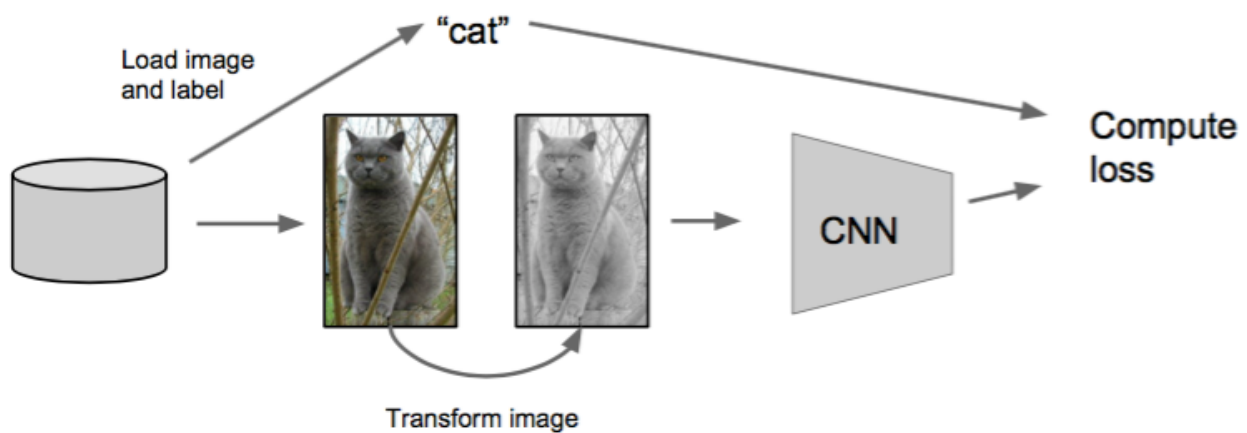 “cat”
Load image
and label
Compute
loss
CNN
Transform image